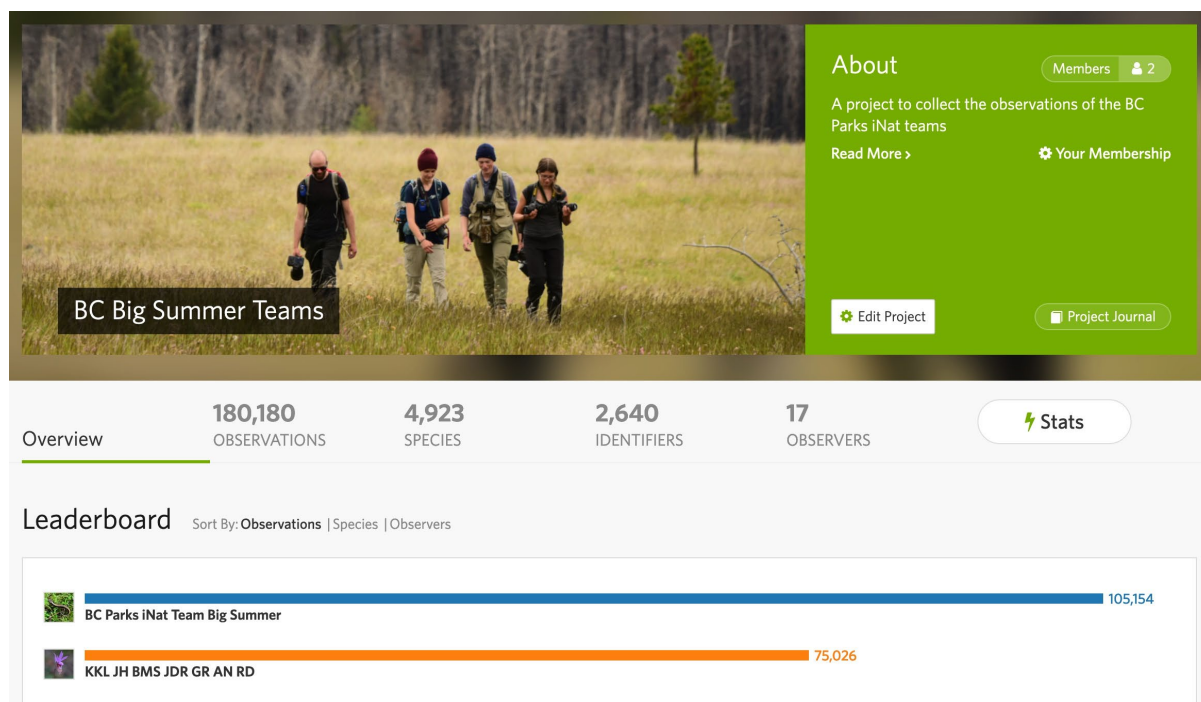 About
Members 2
A project to collect the observations of the BC
Parks iNat teams
Read More ›
Your Membership
BC Big Summer Teams
Edit Project
Project Journal
Overview
180,180
OBSERVATIONS
4,923
SPECIES
2,640
IDENTIFIERS
17
OBSERVERS
Stats
Leaderboard
Sort By: Observations | Species | Observers
105,154
BC Parks iNat Team Big Summer
75,026
KKL JH BMS JDR GR AN RD